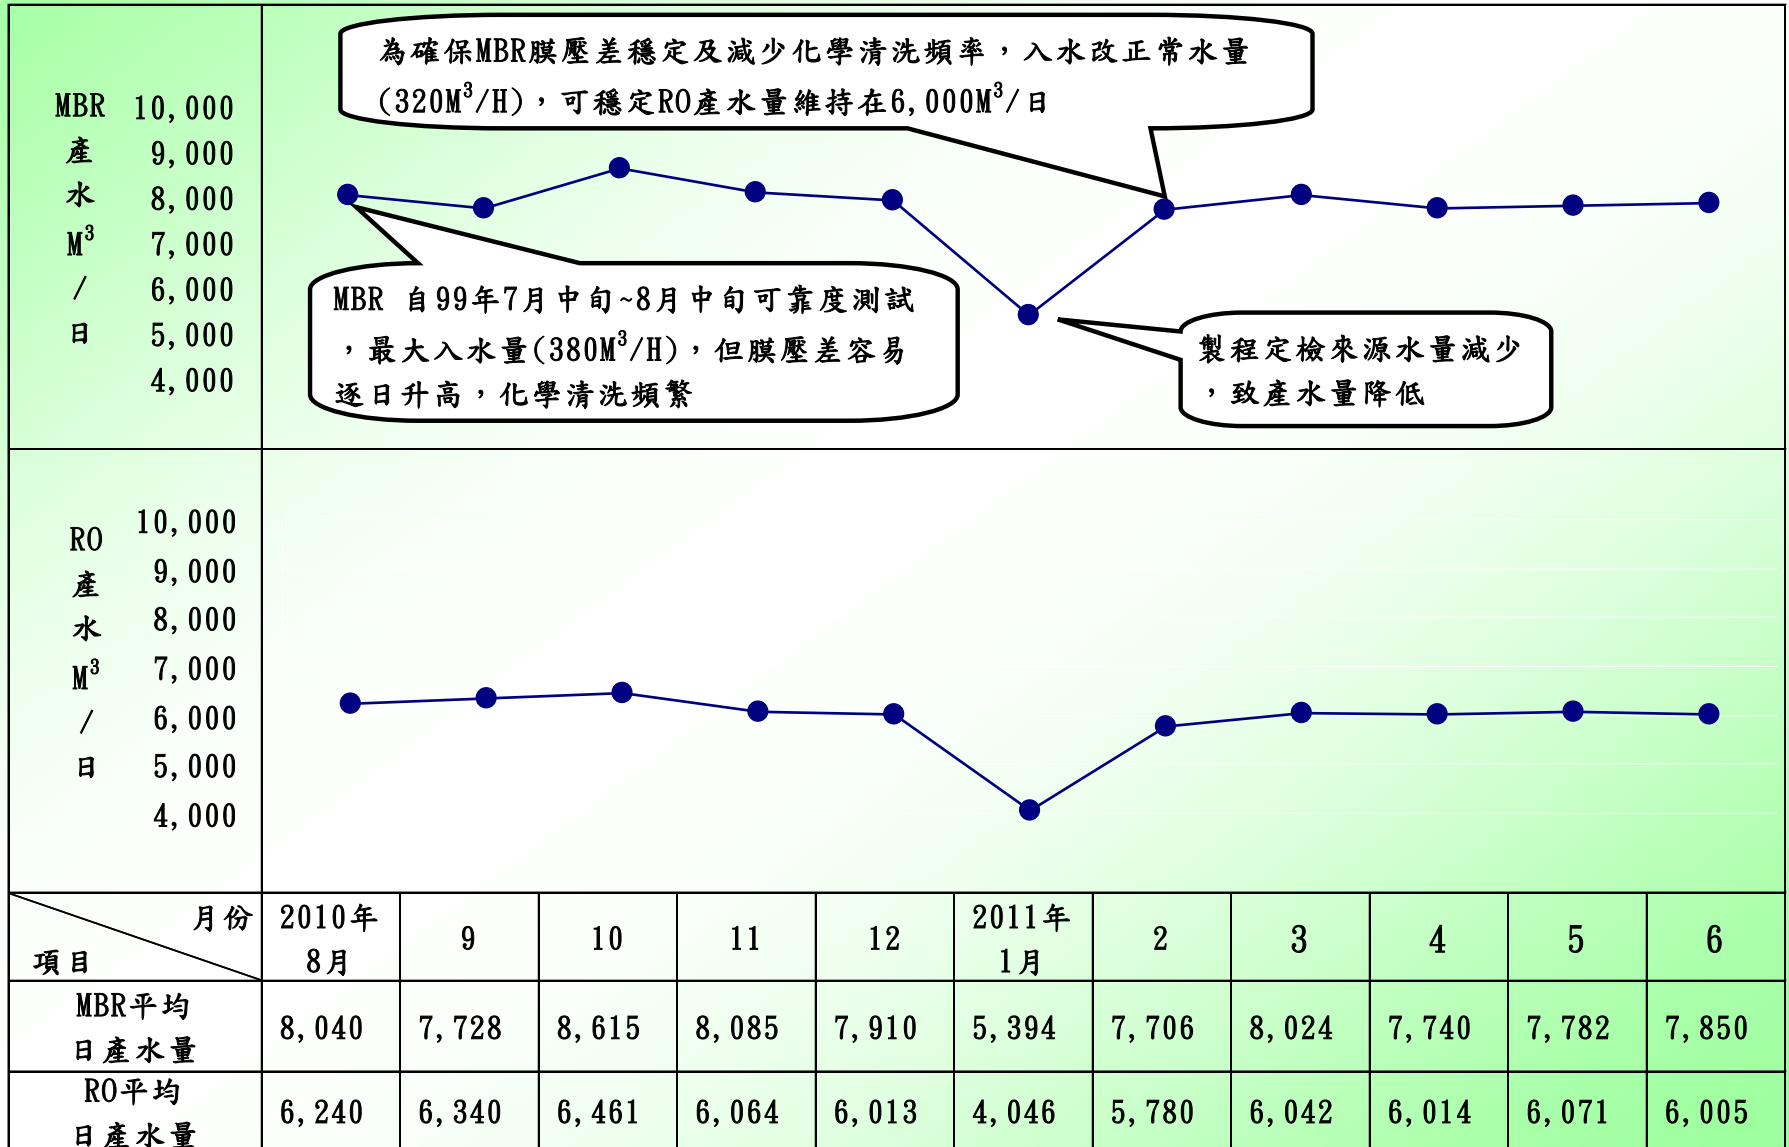 為確保MBR膜壓差穩定及減少化學清洗頻率，入水改正常水量
(320M³/H)，可穩定RO產水量維持在6,000M³/日
MBR
產
水
M³
/
日
10,000
9,000
8,000
7,000
6,000
5,000
4,000
MBR 自99年7月中旬~8月中旬可靠度測試
，最大入水量(380M³/H)，但膜壓差容易
逐日升高，化學清洗頻繁
製程定檢來源水量減少
，致產水量降低
RO
產
水
M³
/
日
10,000
9,000
8,000
7,000
6,000
5,000
4,000
月份
項目
2010年
8月
9
10
11
12
2011年
1月
2
3
4
5
6
MBR平均
日產水量
8,040 7,728 8,615 8,085 7,910 5,394 7,706 8,024 7,740 7,782 7,850
RO平均
日產水量
6,240 6,340 6,461 6,064 6,013 4,046 5,780 6,042 6,014 6,071 6,005